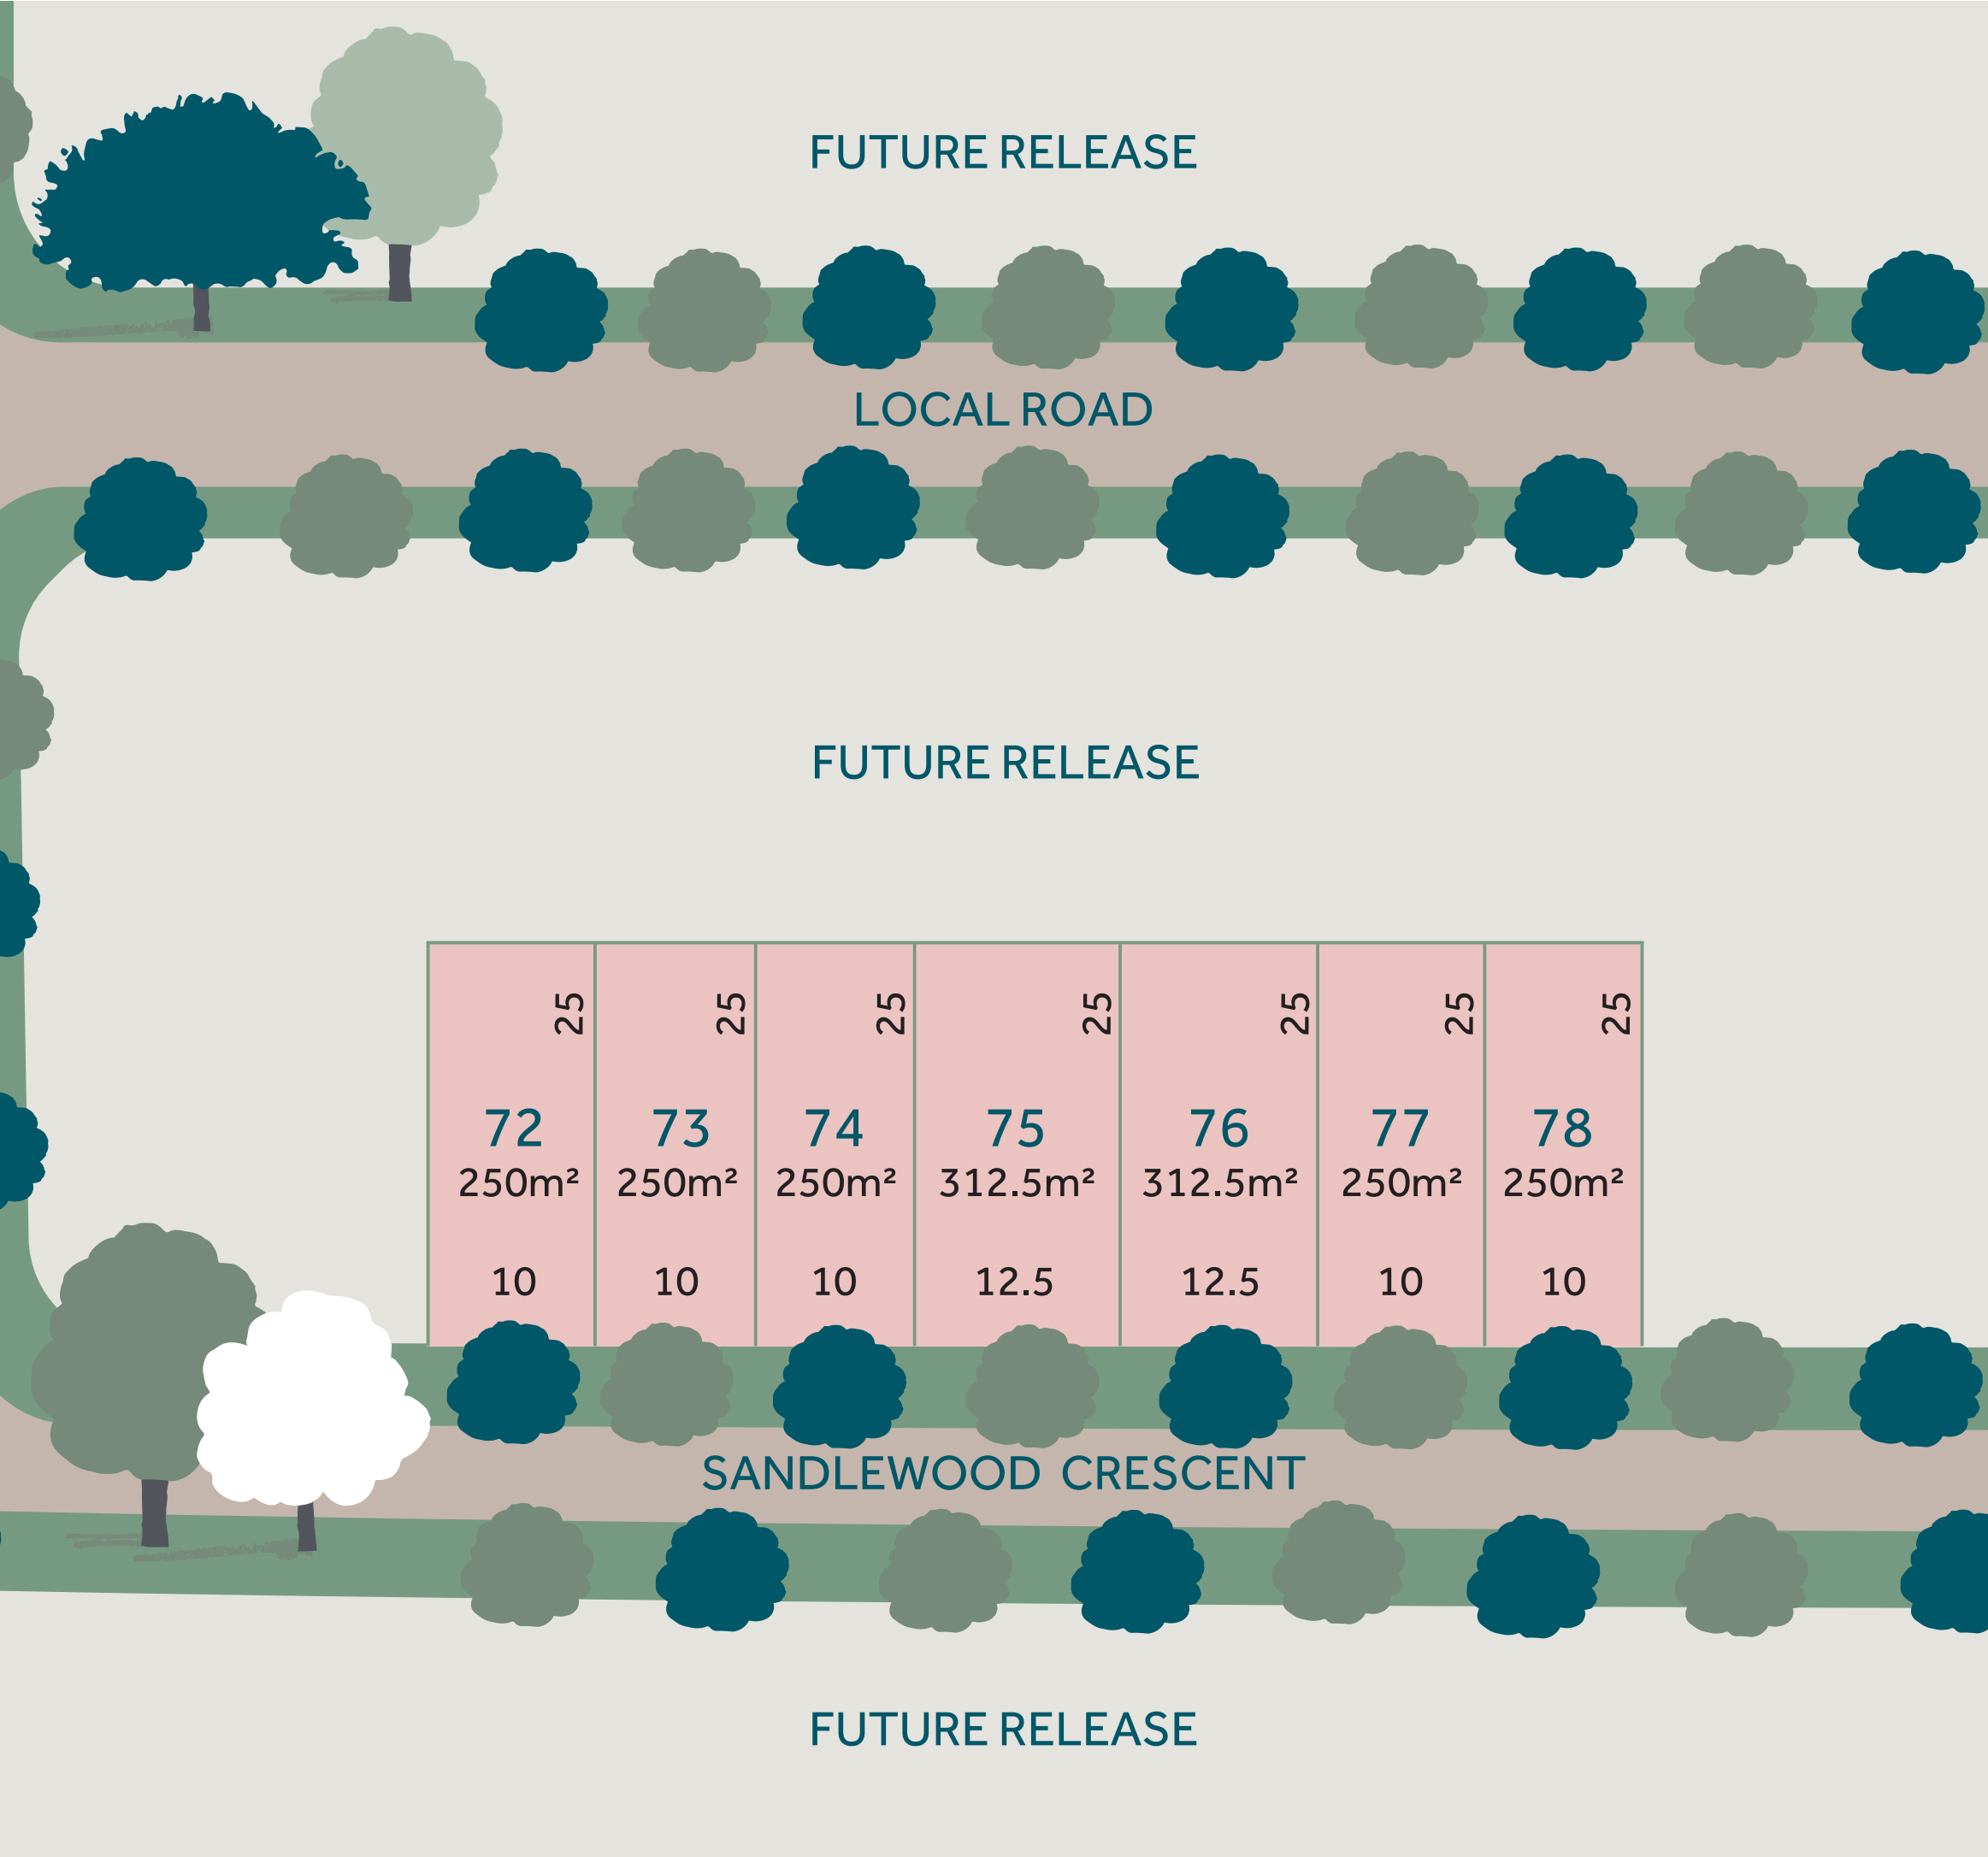 FUTURE RELEASE
LOCAL ROAD
FUTURE RELEASE
25 25 25 25 25 25 25
72 73 74 75 76 77 78
250m² 250m² 250m² 312.5m² 312.5m² 250m² 250m²
10 10 10 12.5 12.5 10 10
SANDLEWOOD CRESCENT
FUTURE RELEASE